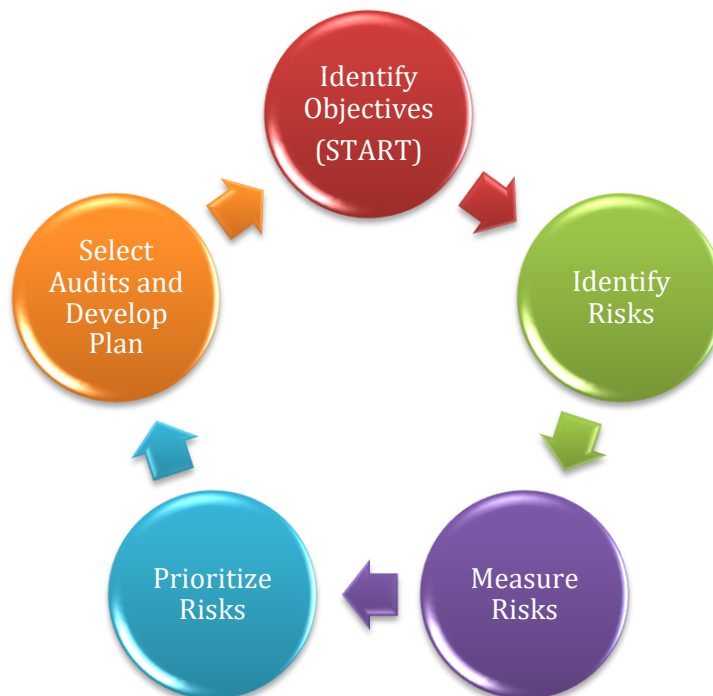 Identify
Objectives
(START)
Identify
Risks
Measure
Risks
Prioritize
Risks
Select
Audits and
Develop
Plan